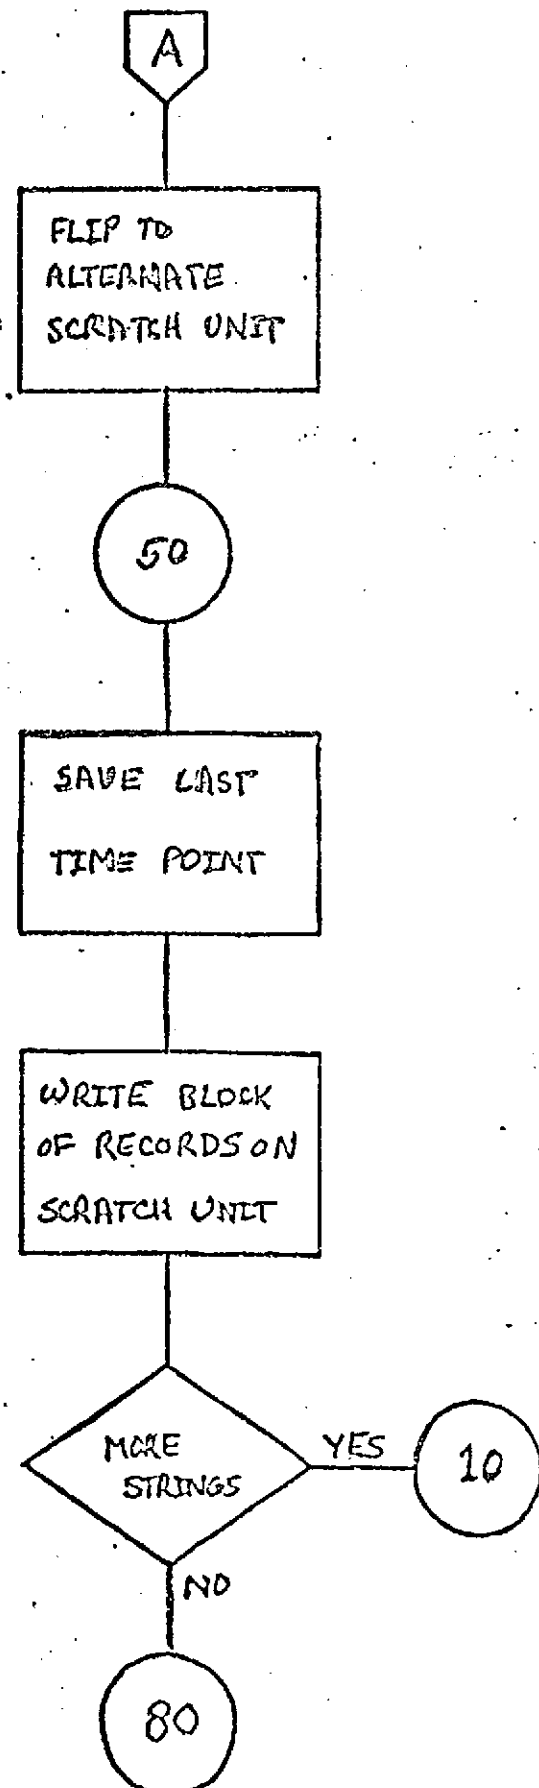 A
FLIP TO
ALTERNATE
SCRATCH UNIT
50
SAVE LAST
TIME POINT
WRITE BLOCK
OF RECORDS ON
SCRATCH UNIT
MORE
STRINGS
YES
10
NO
80